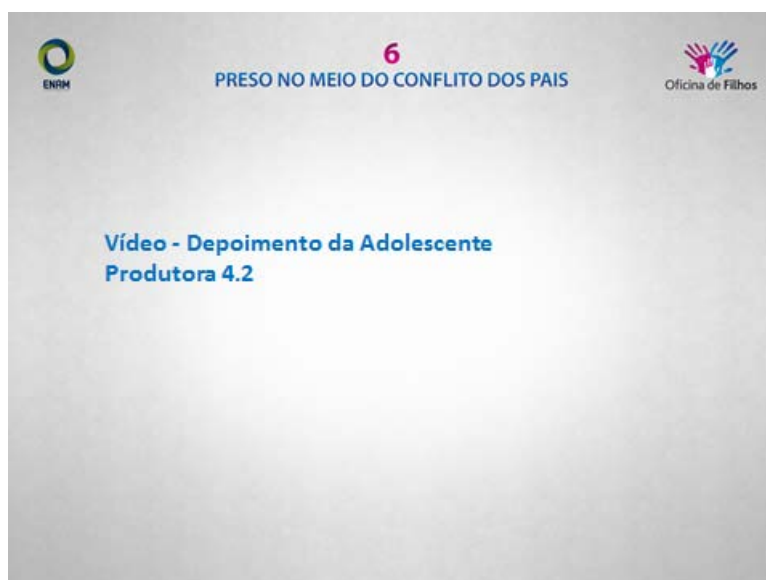 6
ENAM
PRESO NO MEIO DO CONFLITO DOS PAIS
Oficina de Filhos
Vídeo - Depoimento da Adolescente
Produtora 4.2